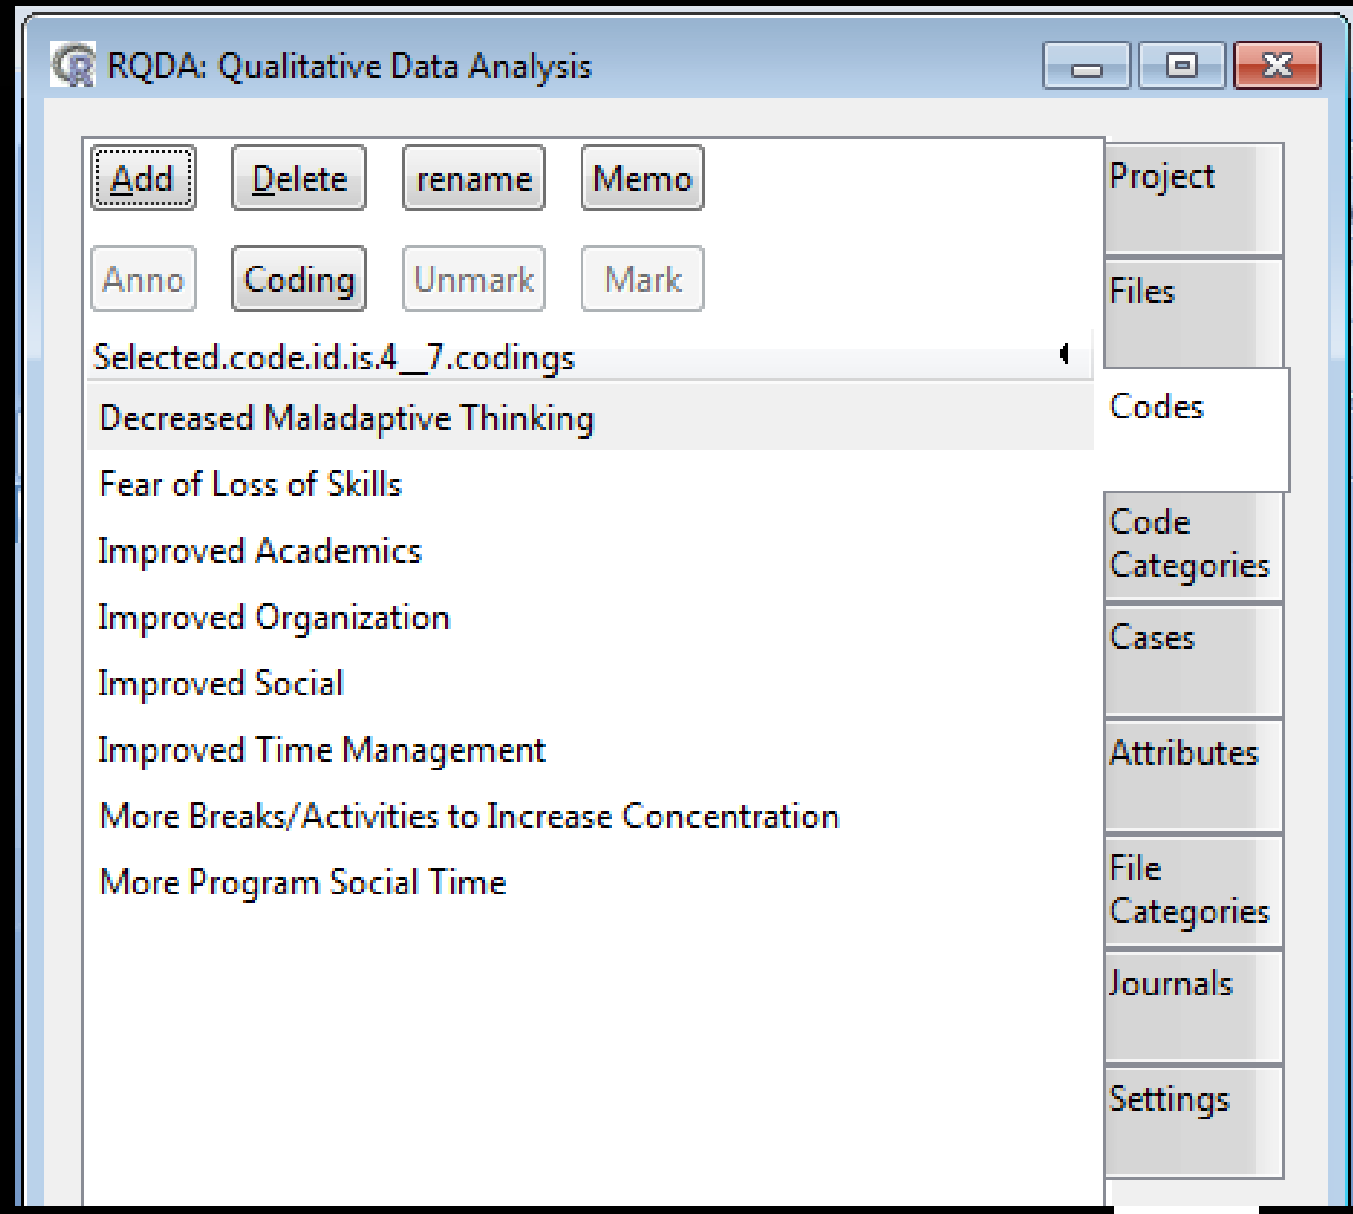 RQDA: Qualitative Data Analysis
Add Delete rename Memo
Anno Coding Unmark Mark
Selected.code.id.is.4__7.codings
Decreased Maladaptive Thinking
Fear of Loss of Skills
Improved Academics
Improved Organization
Improved Social
Improved Time Management
More Breaks/Activities to Increase Concentration
More Program Social Time
Project
Files
Codes
Code
Categories
Cases
Attributes
File
Categories
Journals
Settings